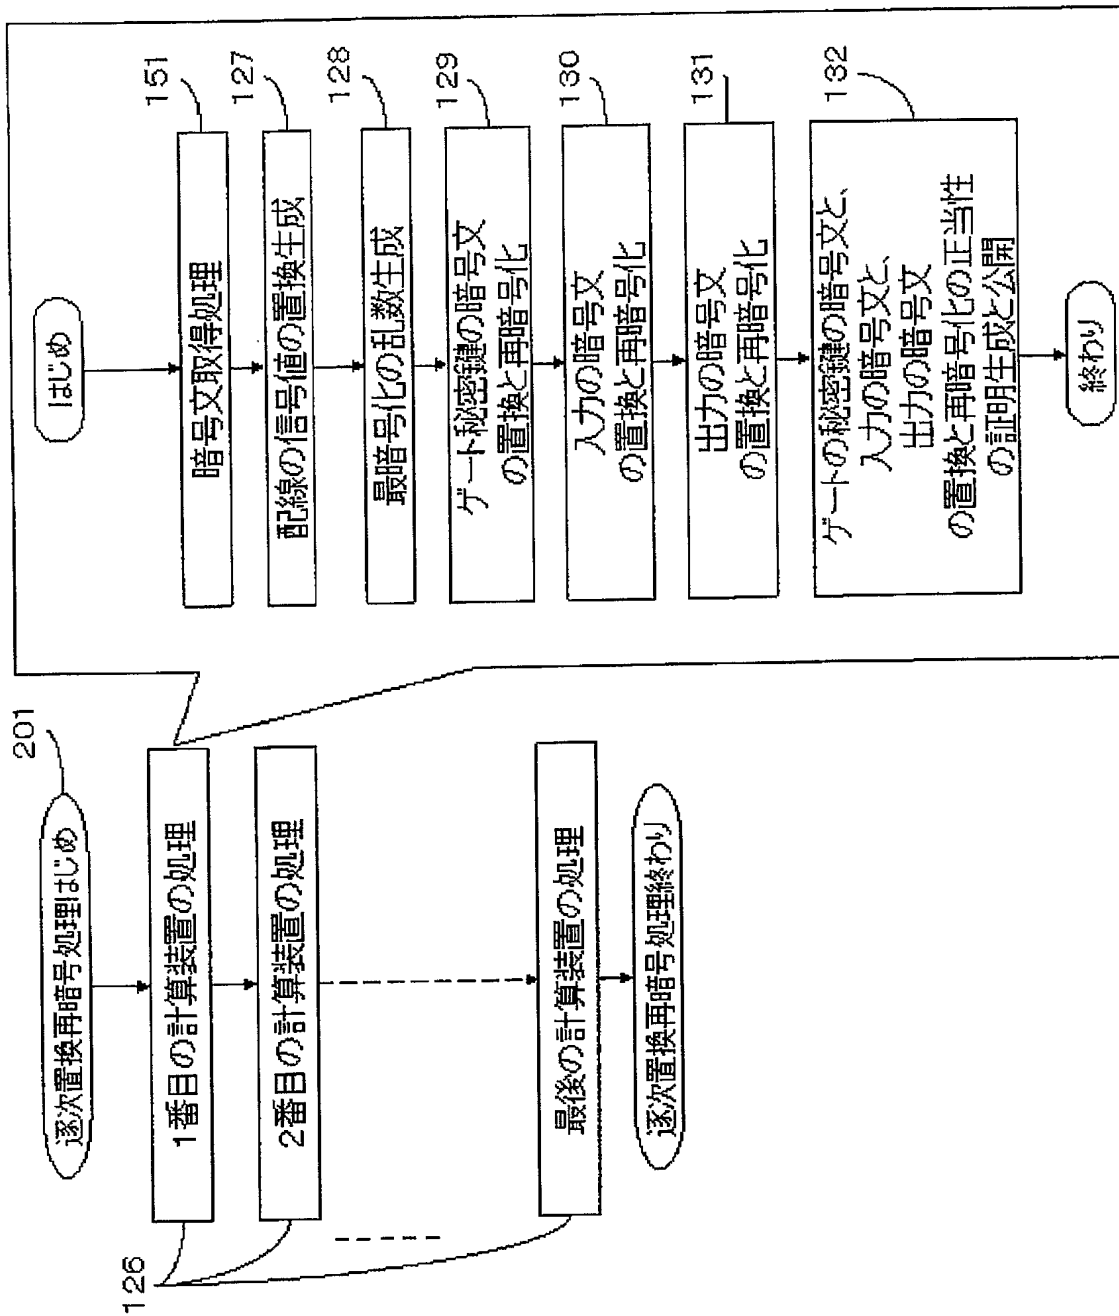 201
逐次置換再暗号処理はじめ
1番目の計算装置の処理
2番目の計算装置の処理
最後の計算装置の処理
逐次置換再暗号処理終わり
126
はじめ
暗号文取得処理
151
配線の信号値の置換生成
127
最暗号化の乱数生成
128
ゲート秘密鍵の暗号文
の置換と再暗号化
129
入力の暗号文
の置換と再暗号化
130
出力の暗号文
の置換と再暗号化
131
ゲートの秘密鍵の暗号文と、
入力の暗号文と、
出力の暗号文
の置換と再暗号化の正当性
の証明生成と公開
132
終わり